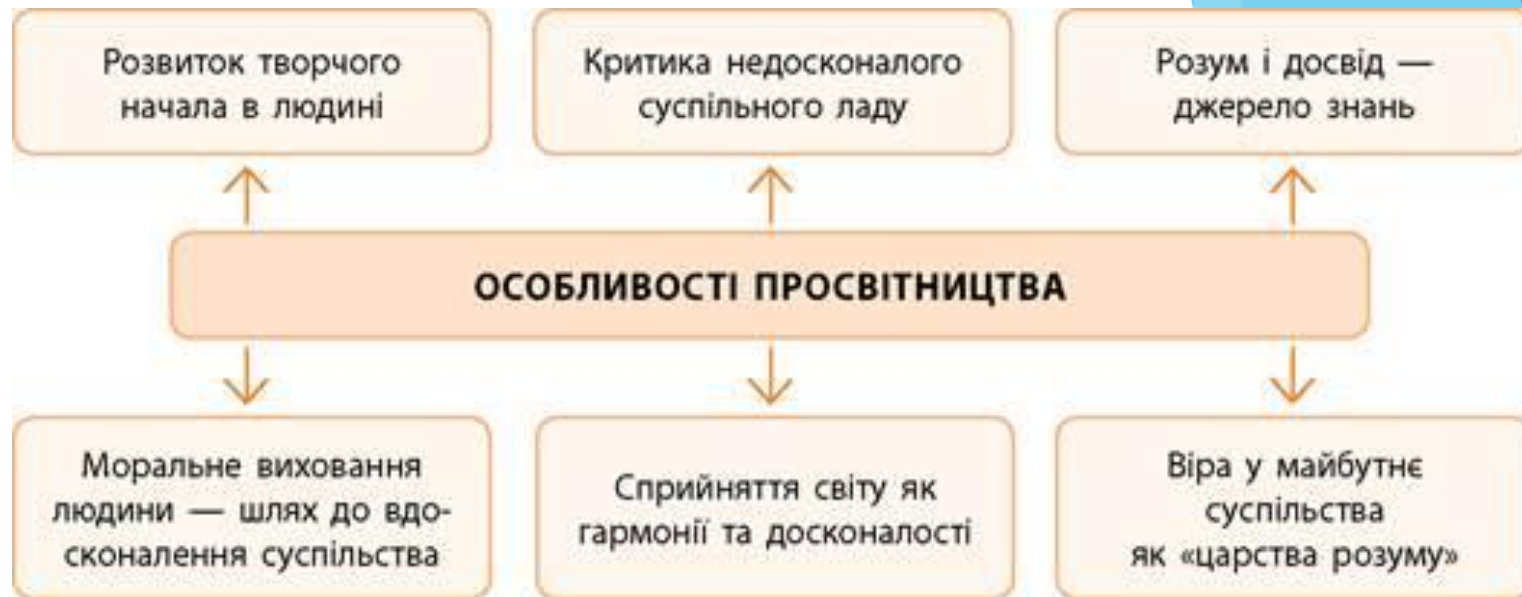 Розвиток творчого
начала в людині
Критика недосконалого
суспільного ладу
Розум і досвід —
джерело знань
ОСОБЛИВОСТІ ПРОСВІТНИЦТВА
Моральне виховання
людини — шлях до вдо-
сконалення суспільства
Сприйняття світу як
гармонії та досконалості
Віра у майбутнє
суспільства
як «царства розуму»